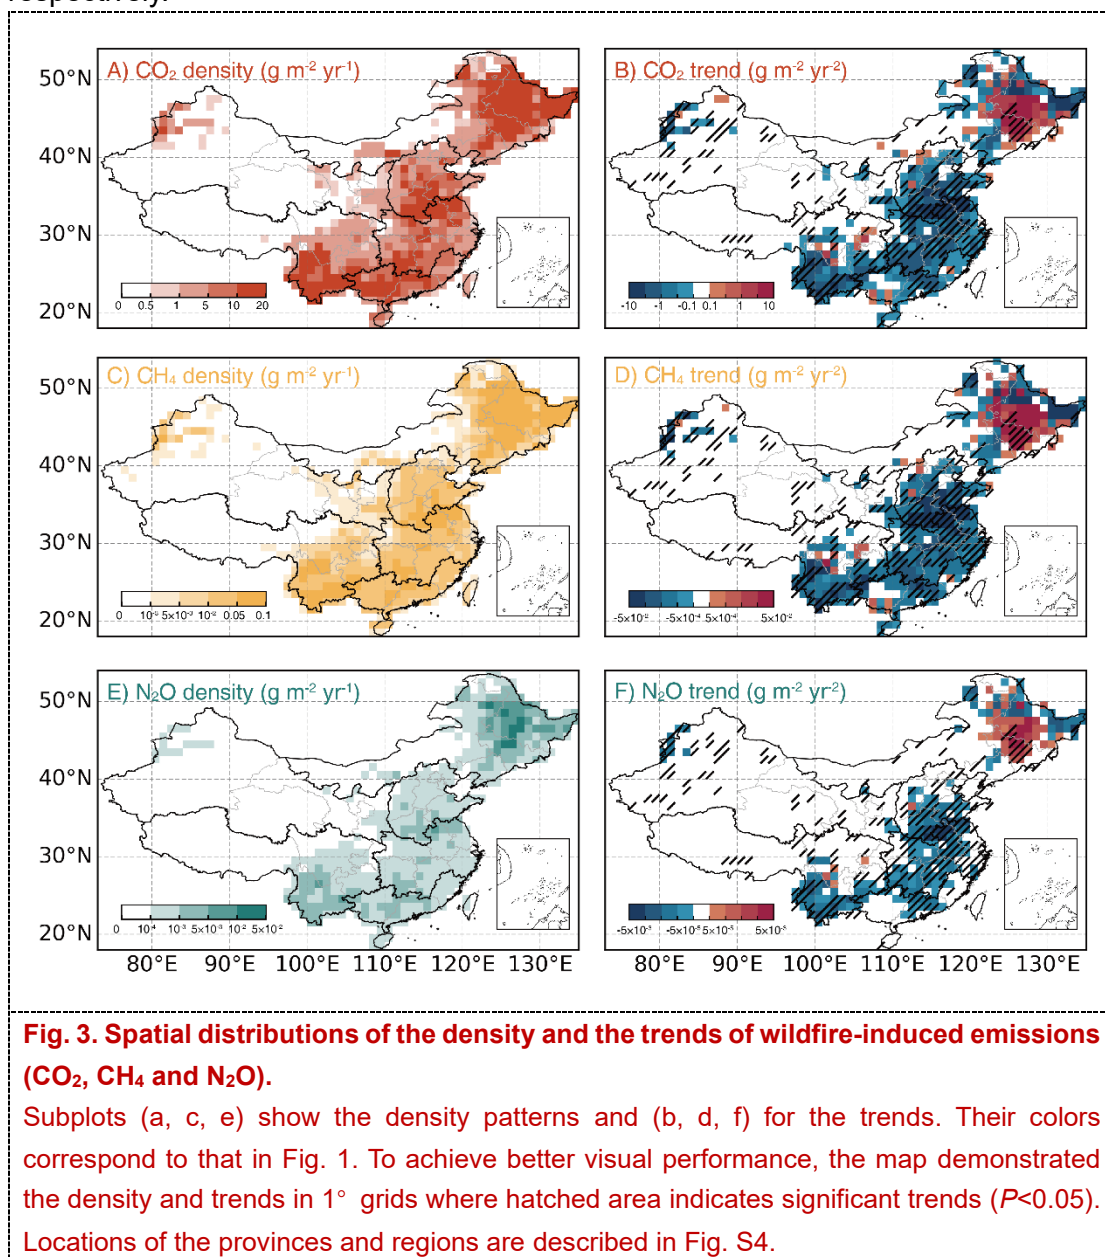 respectively.
A) CO₂ density (g m⁻² yr⁻¹)
B) CO₂ trend (g m⁻² yr⁻²)
50°N
40°N
30°N
20°N
0 0.5 1 5 10 20
-10 -1 -0.1 0.1 1 10
C) CH₄ density (g m⁻² yr⁻¹)
D) CH₄ trend (g m⁻² yr⁻²)
50°N
40°N
30°N
20°N
0 10⁻⁵ 5×10⁻³ 10⁻² 0.05 0.1
-5×10⁻² -5×10⁻⁴ 5×10⁻⁴ 5×10⁻²
E) N₂O density (g m⁻² yr⁻¹)
F) N₂O trend (g m⁻² yr⁻²)
50°N
40°N
30°N
20°N
80°E 90°E 100°E 110°E 120°E 130°E
80°E 90°E 100°E 110°E 120°E 130°E
Fig. 3. Spatial distributions of the density and the trends of wildfire-induced emissions
(CO₂, CH₄ and N₂O).
Subplots (a, c, e) show the density patterns and (b, d, f) for the trends. Their colors
correspond to that in Fig. 1. To achieve better visual performance, the map demonstrated
the density and trends in 1° grids where hatched area indicates significant trends (P<0.05).
Locations of the provinces and regions are described in Fig. S4.